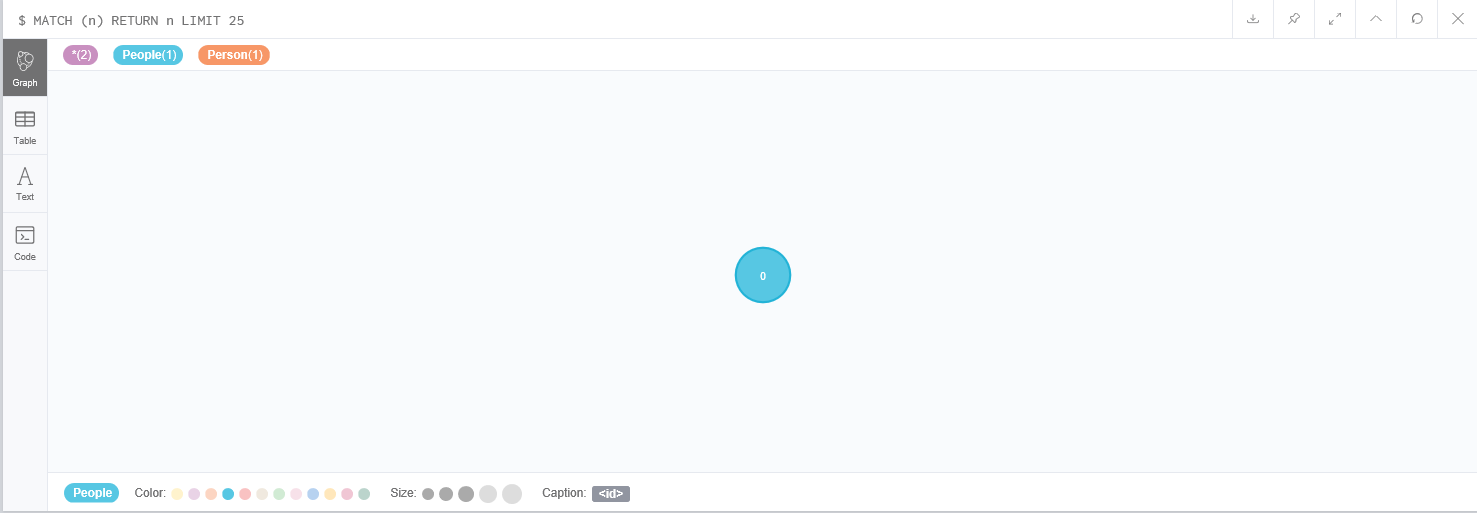 $ MATCH (n) RETURN n LIMIT 25
*(2) People(1) Person(1)
Graph
Table
Text
Code
0
People Color: Size: Caption: <id>